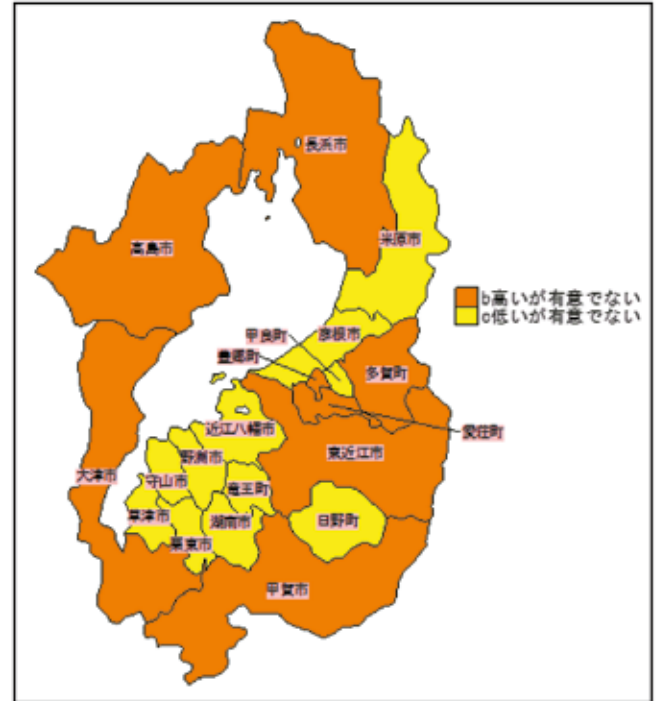 長浜市
高島市
米原市
b高いが有意でない
c低いが有意でない
甲良町
彦根市
豊郷町
多賀町
近江八幡市
愛荘町
東近江市
野洲市
大津市
守山市
竜王町
草津市
湖南市
日野町
栗東市
甲賀市